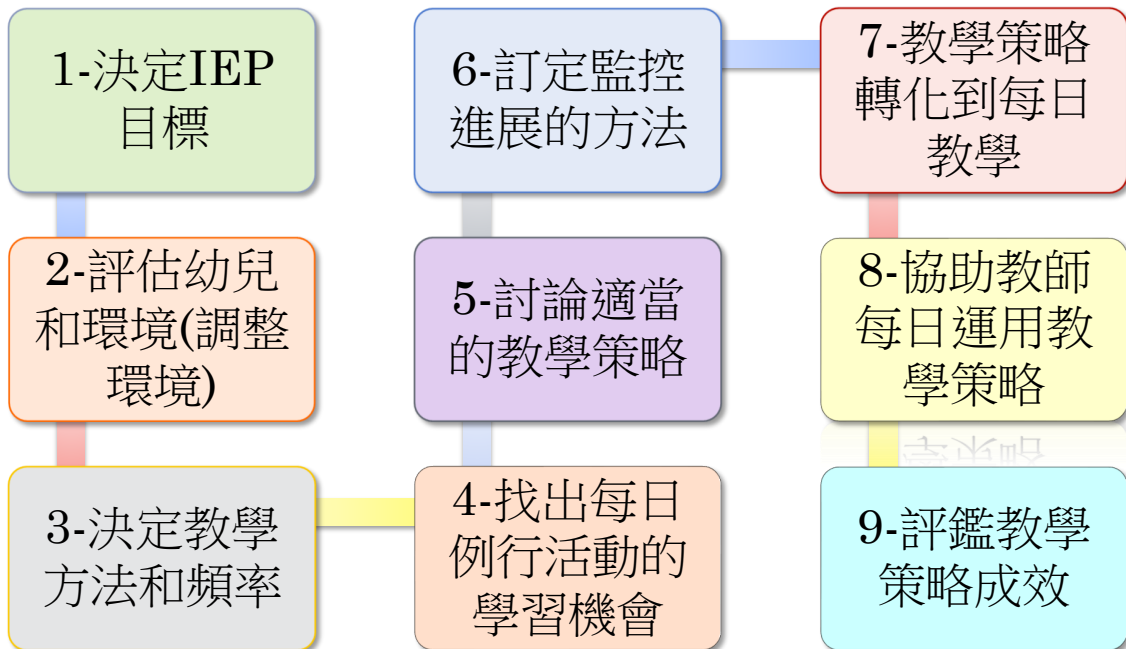 1-決定IEP
目標
2-評估幼兒
和環境(調整
環境)
3-決定教學
方法和頻率
4-找出每日
例行活動的
學習機會
5-討論適當
的教學策略
6-訂定監控
進展的方法
7-教學策略
轉化到每日
教學
8-協助教師
每日運用教
學策略
9-評鑑教學
策略成效